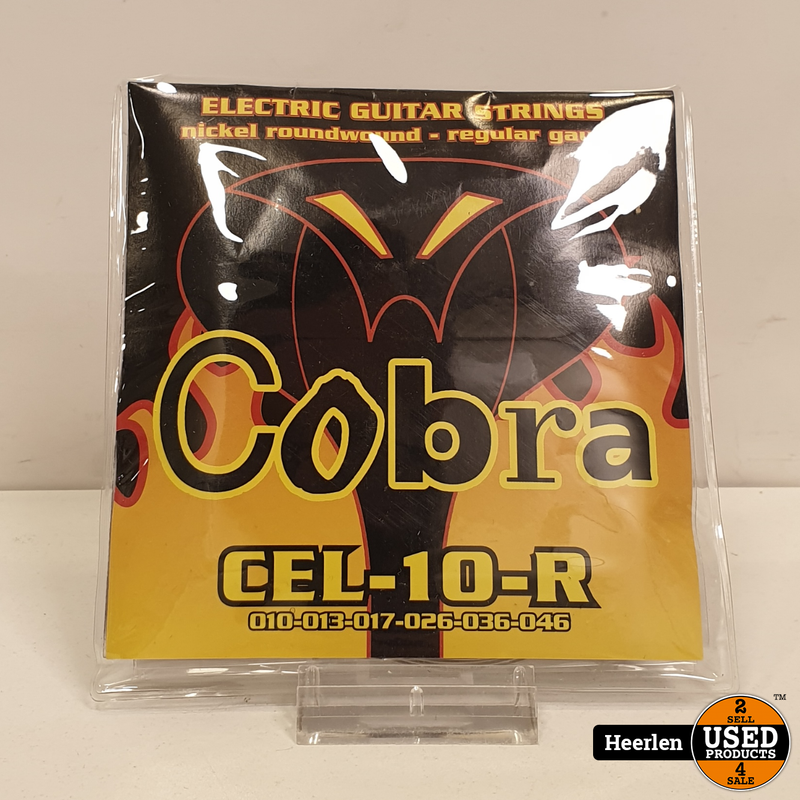 ELECTRIC GUITAR STRINGS
nickel roundwound - regular
Cobra
CEL-10-R
010-013-017-026-036-046
Heerlen
2
SELL
USED
PRODUCTS
4
SALE
TM